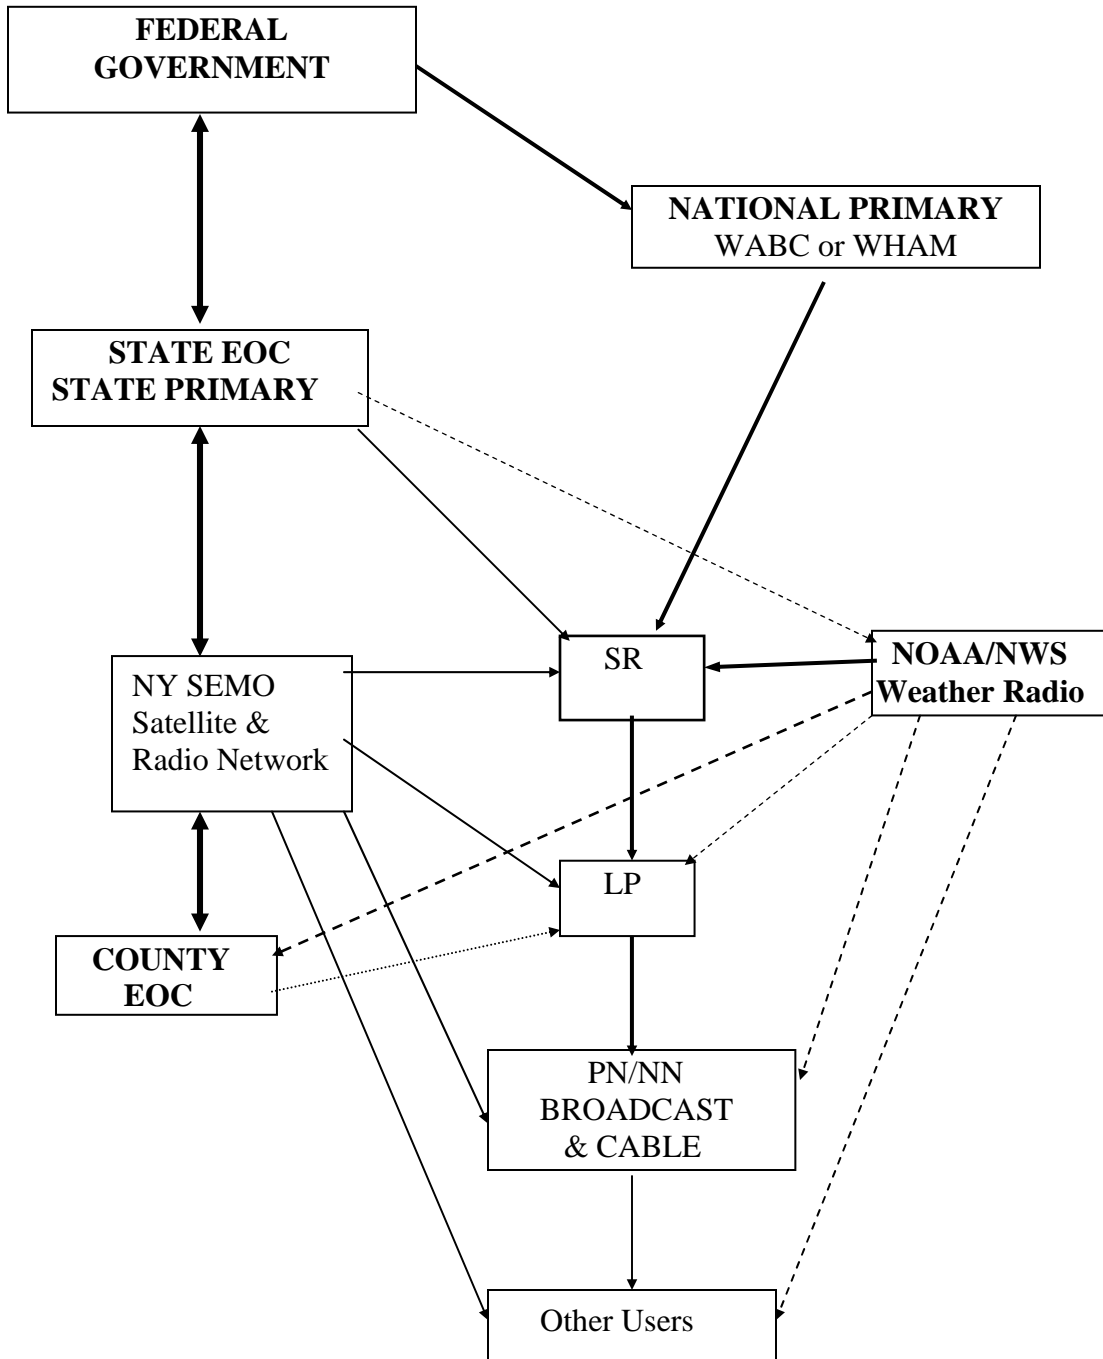 FEDERAL
GOVERNMENT
NATIONAL PRIMARY
WABC or WHAM
STATE EOC
STATE PRIMARY
SR
NOAA/NWS
Weather Radio
NY SEMO
Satellite &
Radio Network
LP
COUNTY
EOC
PN/NN
BROADCAST
& CABLE
Other Users